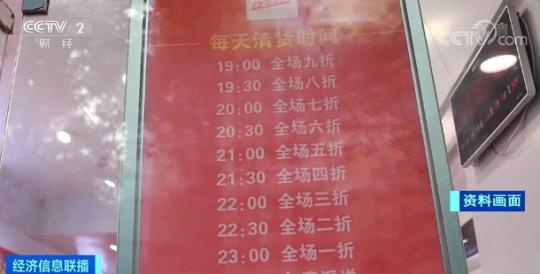 CCTV 2
财经
CCTV.com
每天清货时间
19:00 全场九折
19:30 全场八折
20:00 全场七折
20:30 全场六折
21:00 全场五折
21:30 全场四折
22:00 全场三折
22:30 全场二折
23:00 全场一折
资料画面
经济信息联播